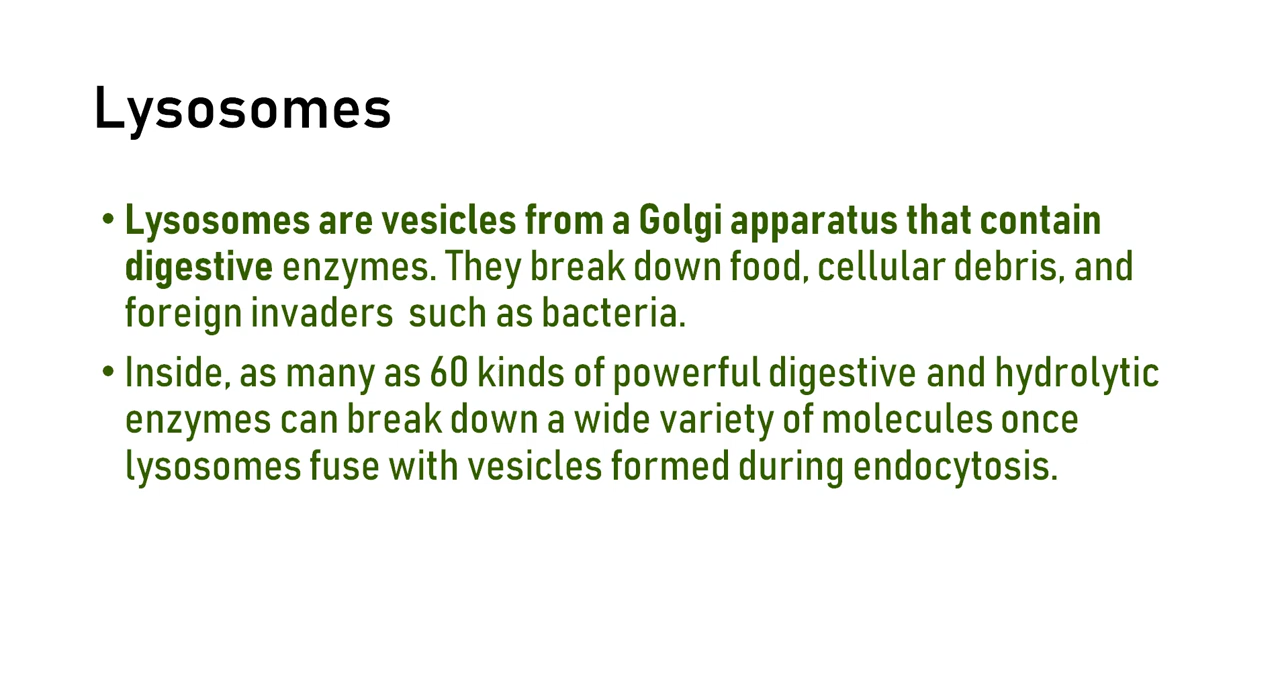 Lysosomes
• Lysosomes are vesicles from a Golgi apparatus that contain
digestive enzymes. They break down food, cellular debris, and
foreign invaders  such as bacteria.
• Inside, as many as 60 kinds of powerful digestive and hydrolytic
enzymes can break down a wide variety of molecules once
lysosomes fuse with vesicles formed during endocytosis.